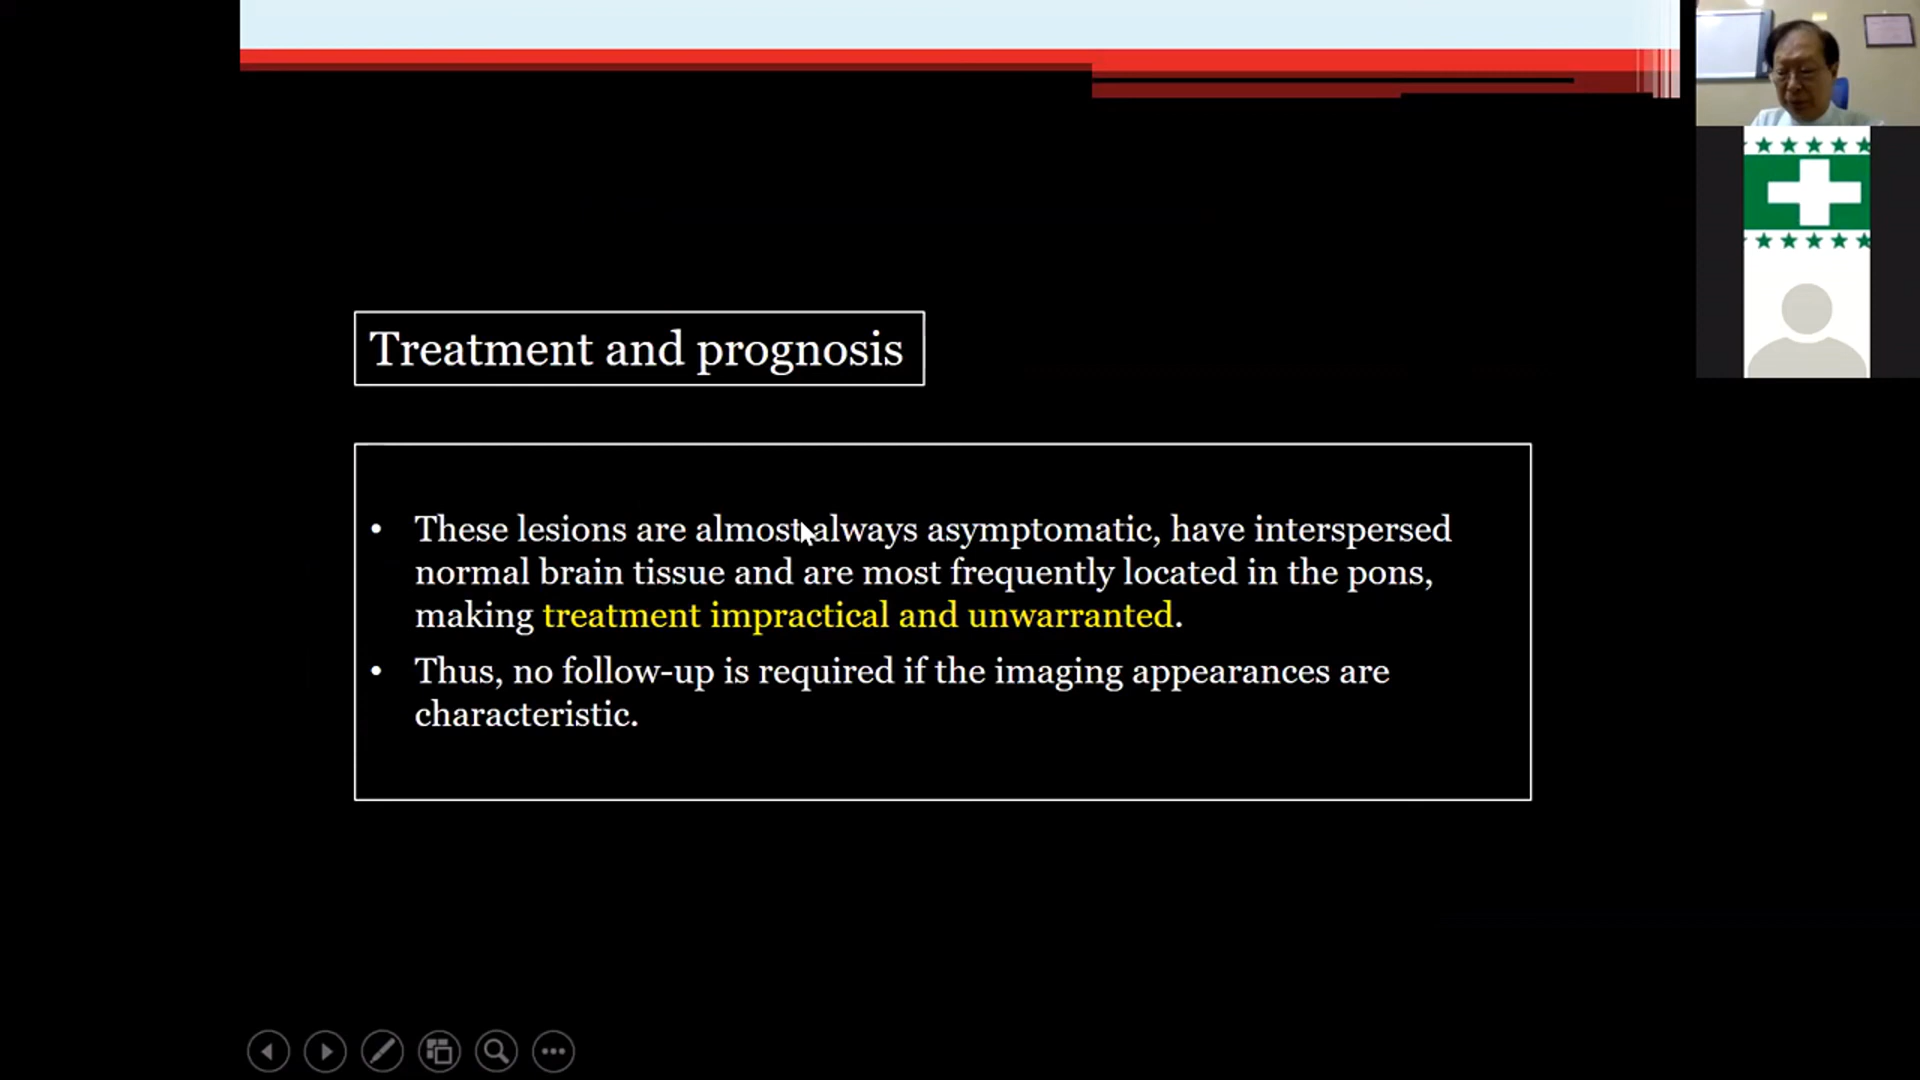 Treatment and prognosis
• These lesions are almost always asymptomatic, have interspersed
normal brain tissue and are most frequently located in the pons,
making treatment impractical and unwarranted.
• Thus, no follow-up is required if the imaging appearances are
characteristic.